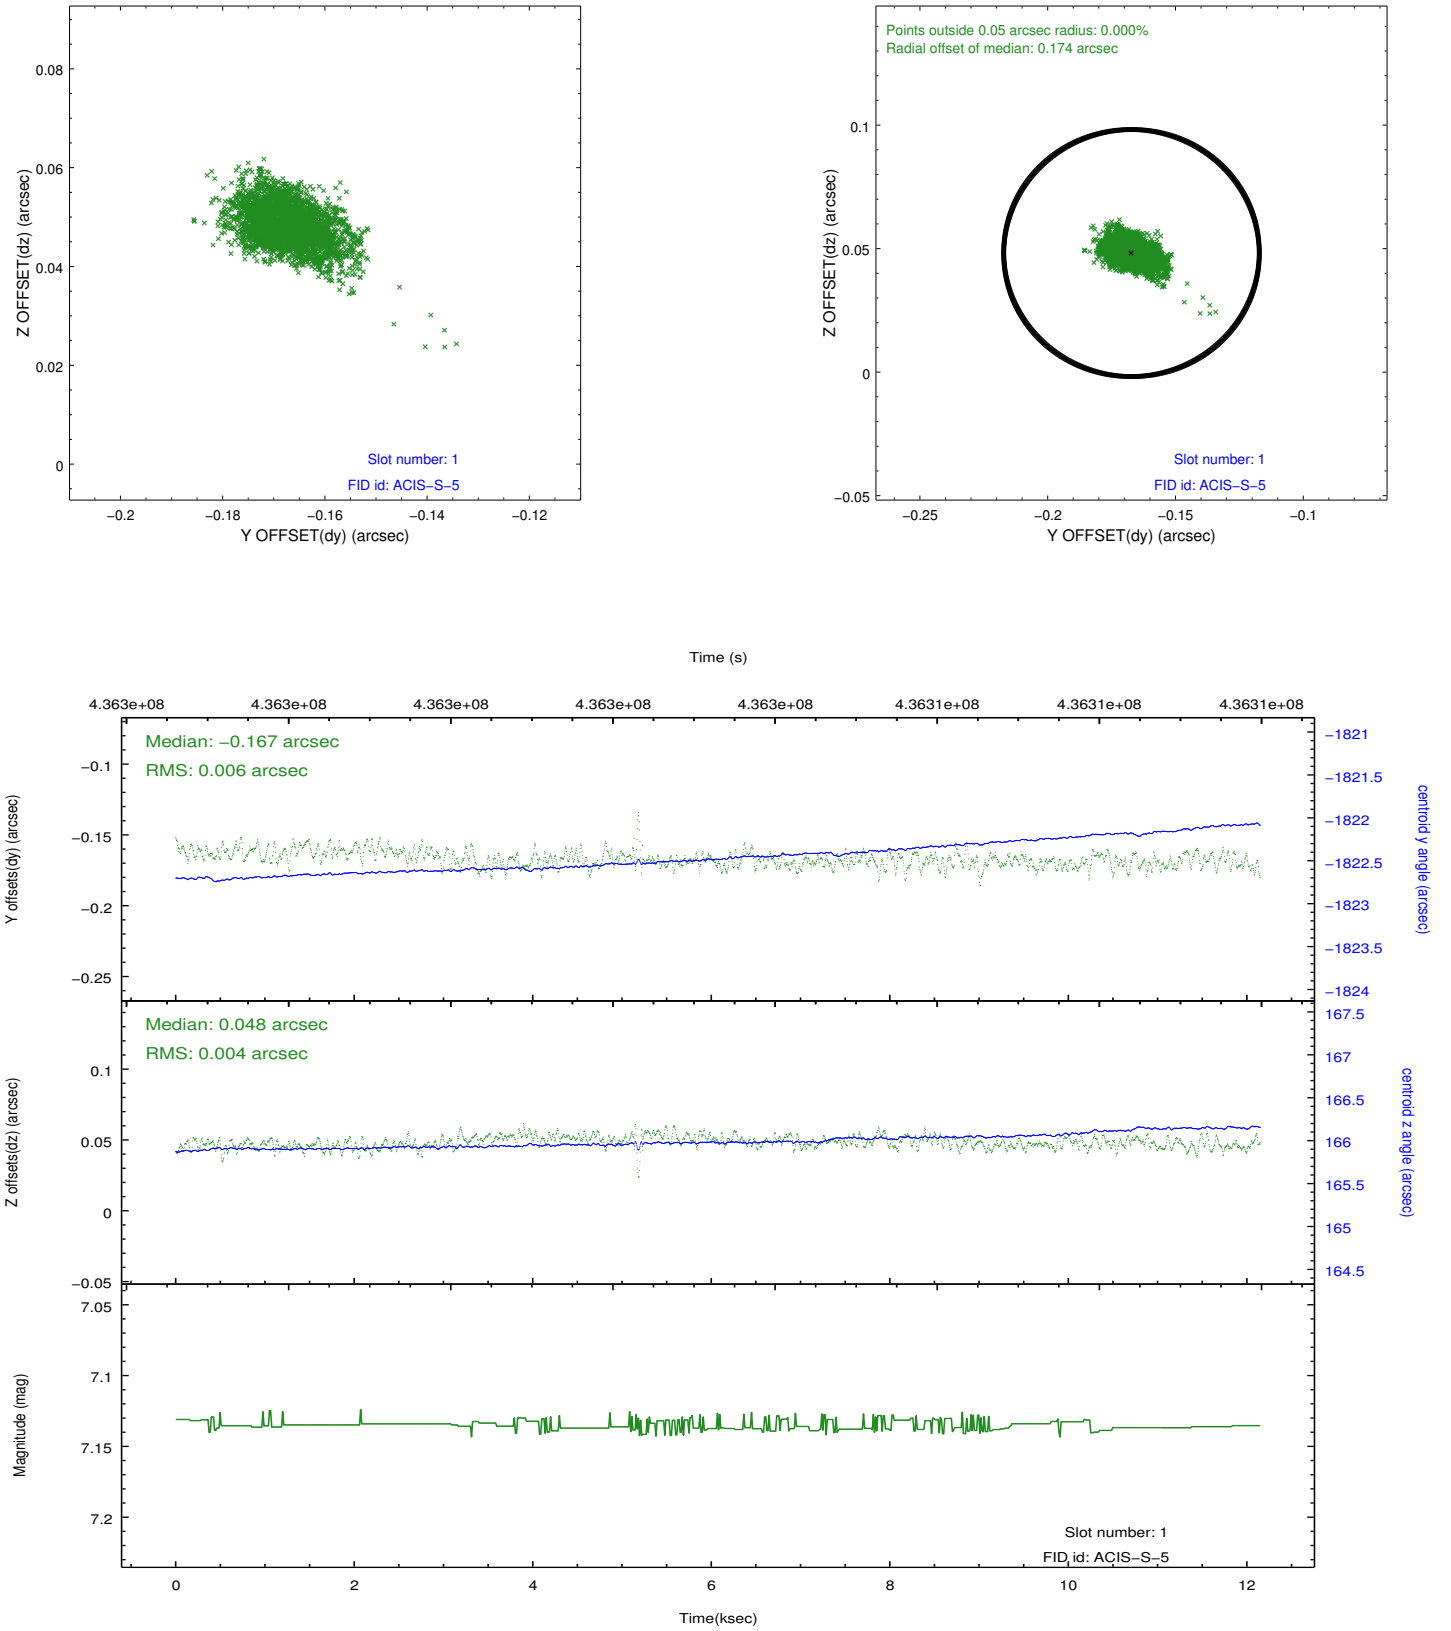 0.08
0.06
0.04
0.02
0
Z OFFSET(dz) (arcsec)
Slot number: 1
FID id: ACIS−S−5
−0.2
−0.18
−0.16
−0.14
−0.12
Y OFFSET(dy) (arcsec)
Points outside 0.05 arcsec radius: 0.000%
Radial offset of median: 0.174 arcsec
0.1
0.05
0
−0.05
Z OFFSET(dz) (arcsec)
Slot number: 1
FID id: ACIS−S−5
−0.25
−0.2
−0.15
−0.1
Y OFFSET(dy) (arcsec)
Time (s)
4.363e+08
4.363e+08
4.363e+08
4.363e+08
4.363e+08
4.3631e+08
4.3631e+08
4.3631e+08
Median: −0.167 arcsec
RMS: 0.006 arcsec
−0.1
−0.15
−0.2
−0.25
Y offsets(dy) (arcsec)
−1821
−1821.5
−1822
−1822.5
−1823
−1823.5
−1824
centroid y angle (arcsec)
Median: 0.048 arcsec
RMS: 0.004 arcsec
0.1
0.05
0
−0.05
Z offsets(dz) (arcsec)
167.5
167
166.5
166
165.5
165
164.5
centroid z angle (arcsec)
7.05
7.1
7.15
7.2
Magnitude (mag)
Slot number: 1
FID id: ACIS−S−5
0
2
4
6
8
10
12
Time(ksec)